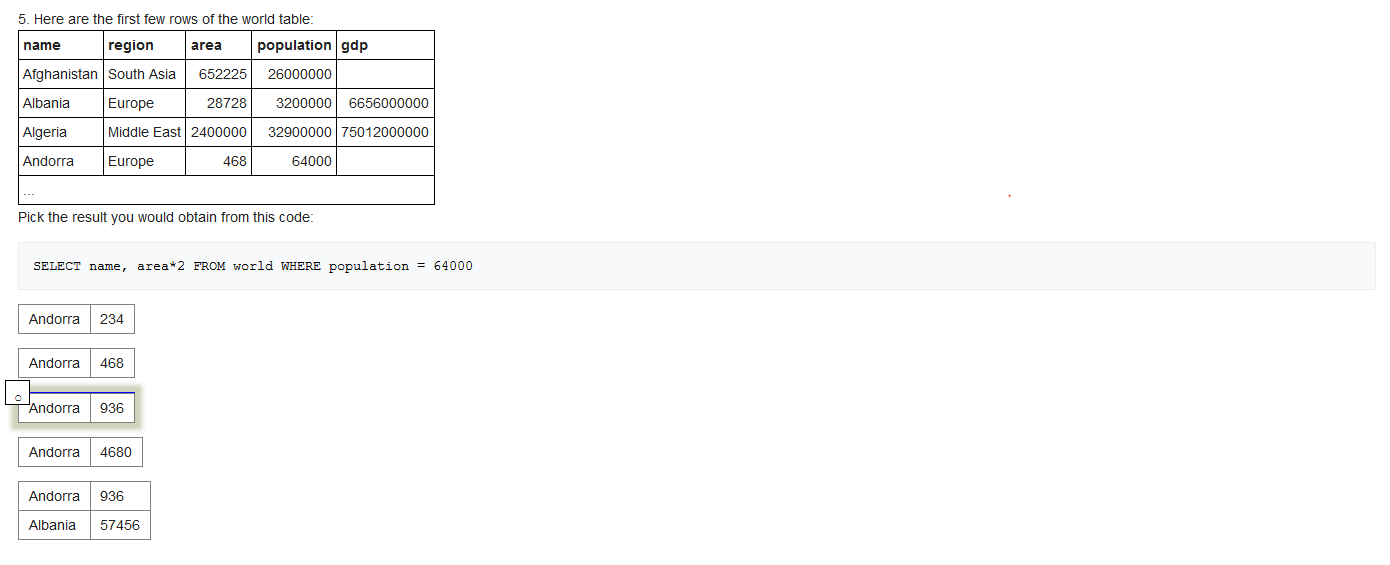 5. Here are the first few rows of the world table:
name region area population gdp
Afghanistan South Asia 652225 26000000
Albania Europe 28728 3200000 6656000000
Algeria Middle East 2400000 32900000 75012000000
Andorra Europe 468 64000
...
Pick the result you would obtain from this code:
SELECT name, area*2 FROM world WHERE population = 64000
Andorra 234
Andorra 468
Andorra 936
Andorra 4680
Andorra 936
Albania 57456